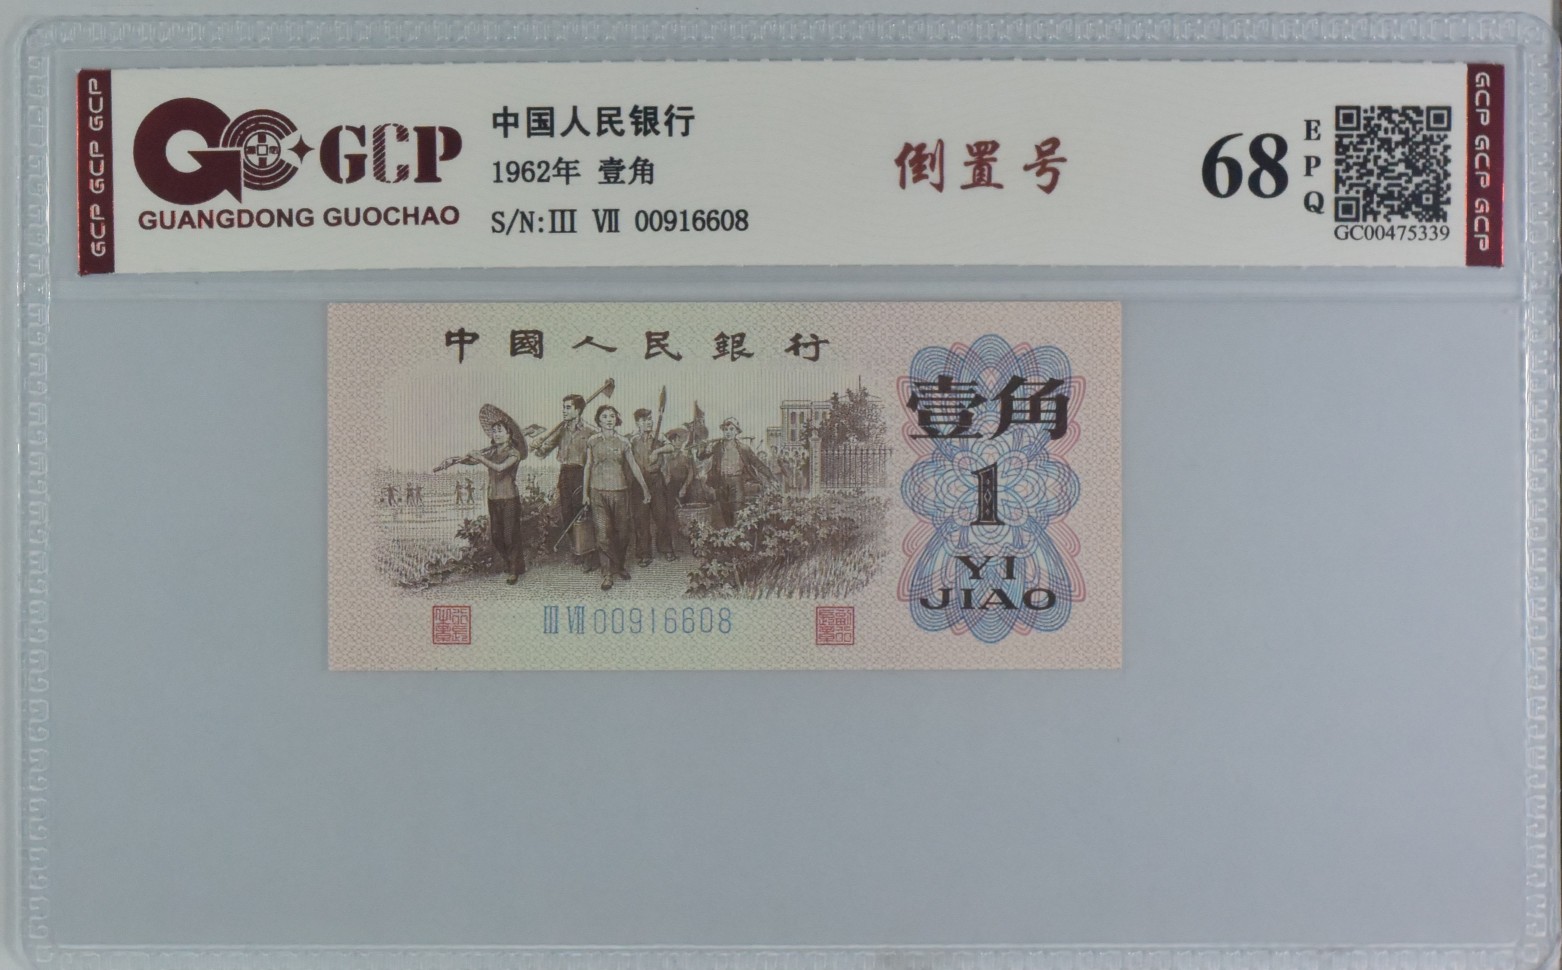 GCP GCP GCP
GCP
GUANGDONG GUOCHAO
中国人民银行
1962年 壹角
S/N:Ⅲ Ⅶ 00916608
倒置号
68
E
P
Q
GC00475339
GCP GCP GCP
中國人民銀行
壹角
1
YI
JIAO
Ⅲ Ⅶ 00916608